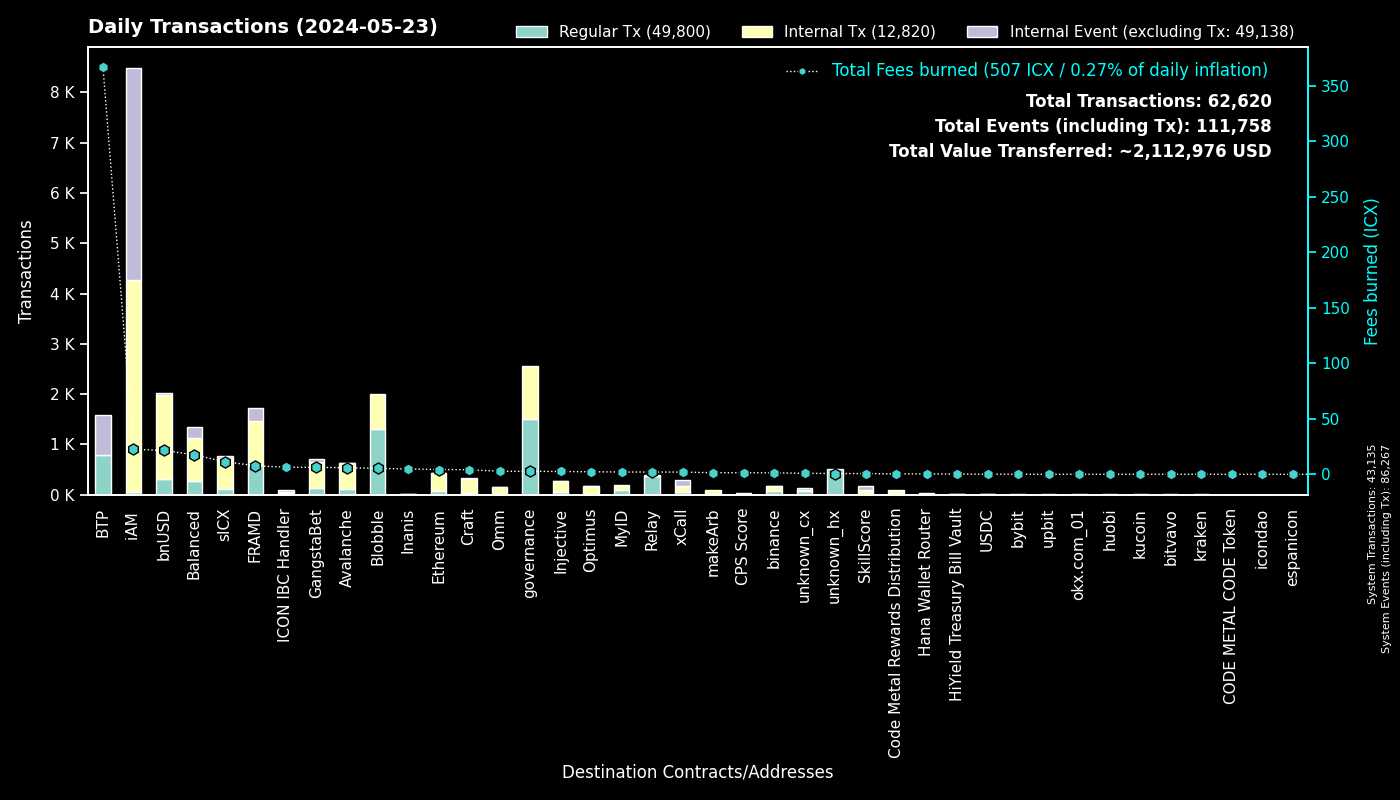 Daily Transactions (2024-05-23)
Regular Tx (49,800)
Internal Tx (12,820)
Internal Event (excluding Tx: 49,138)
Total Fees burned (507 ICX / 0.27% of daily inflation)
Total Transactions: 62,620
Total Events (including Tx): 111,758
Total Value Transferred: ~2,112,976 USD
Transactions
8 K
7 K
6 K
5 K
4 K
3 K
2 K
1 K
0 K
350
300
250
200
150
100
50
0
Fees burned (ICX)
BTP
iAM
bnUSD
Balanced
sICX
FRAMD
ICON IBC Handler
GangstaBet
Avalanche
Blobble
Inanis
Ethereum
Craft
Omm
governance
Injective
Optimus
MyID
Relay
xCall
makeArb
CPS Score
binance
unknown_cx
unknown_hx
SkillScore
Code Metal Rewards Distribution
Hana Wallet Router
HiYield Treasury Bill Vault
USDC
bybit
upbit
okx.com_01
huobi
kucoin
bitvavo
kraken
CODE METAL CODE Token
icondao
espanicon
Destination Contracts/Addresses
System Transactions: 43,135
System Events (including Tx): 86,267